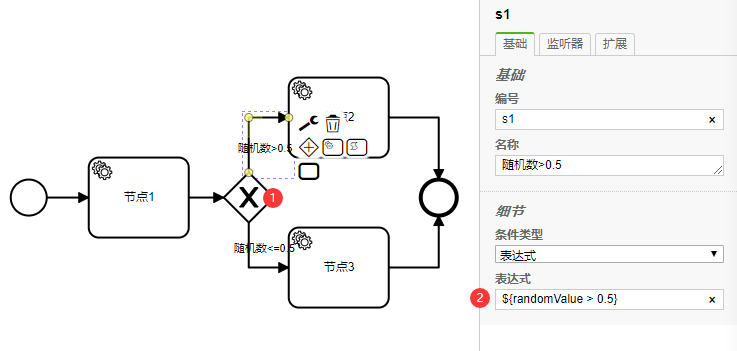 节点1
随机数>0.5
2
1
随机数<=0.5
节点3
s1
基础
监听器
扩展
基础
编号
s1
×
名称
随机数>0.5
细节
条件类型
表达式
表达式
2
${randomValue > 0.5}
×